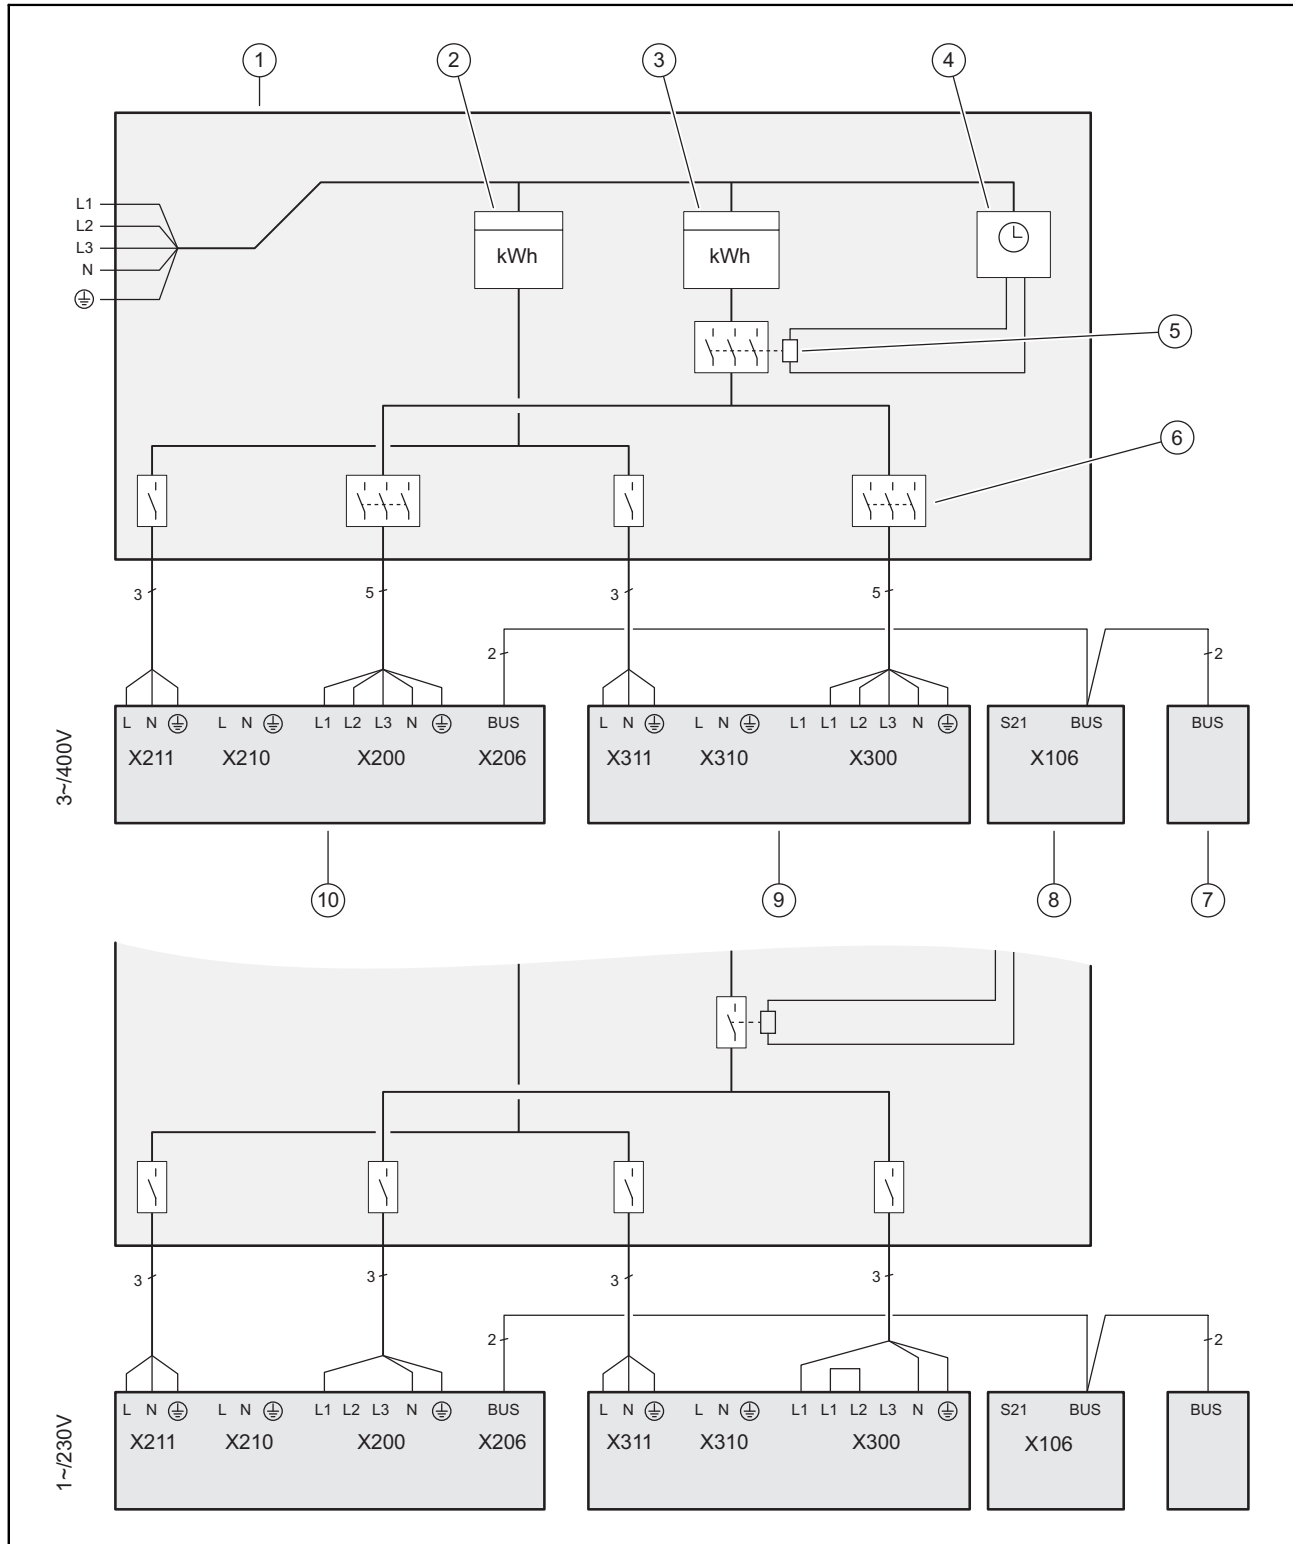 1 2 3 4
L1
L2
L3
N
kWh kWh
5
6
3 5 3 5
2 2
3~/400V
L N L N L1 L2 L3 N BUS L N L N L1 L1 L2 L3 N S21 BUS BUS
X211 X210 X200 X206 X311 X310 X300 X106
10 9 8 7
3 3 3 3
2 2
1~/230V
L N L N L1 L2 L3 N BUS L N L N L1 L1 L2 L3 N S21 BUS BUS
X211 X210 X200 X206 X311 X310 X300 X106